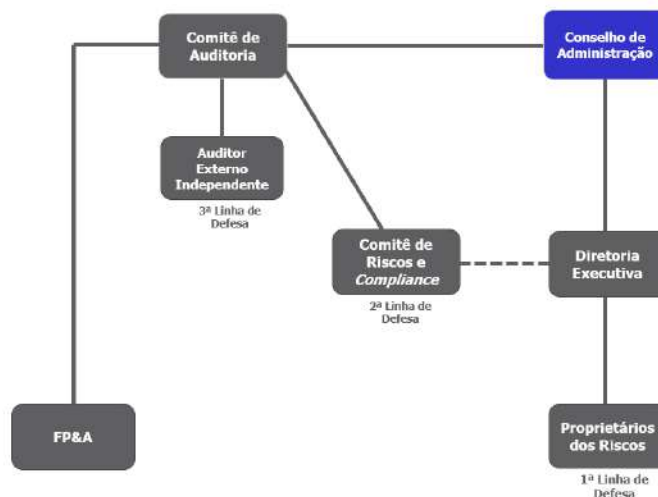 Comitê de
Auditoria
Conselho de
Administração
Auditor
Externo
Independente
3ª Linha de
Defesa
Comitê de
Riscos e
Compliance
2ª Linha de
Defesa
Diretoria
Executiva
FP&A
Proprietários
dos Riscos
1ª Linha de
Defesa